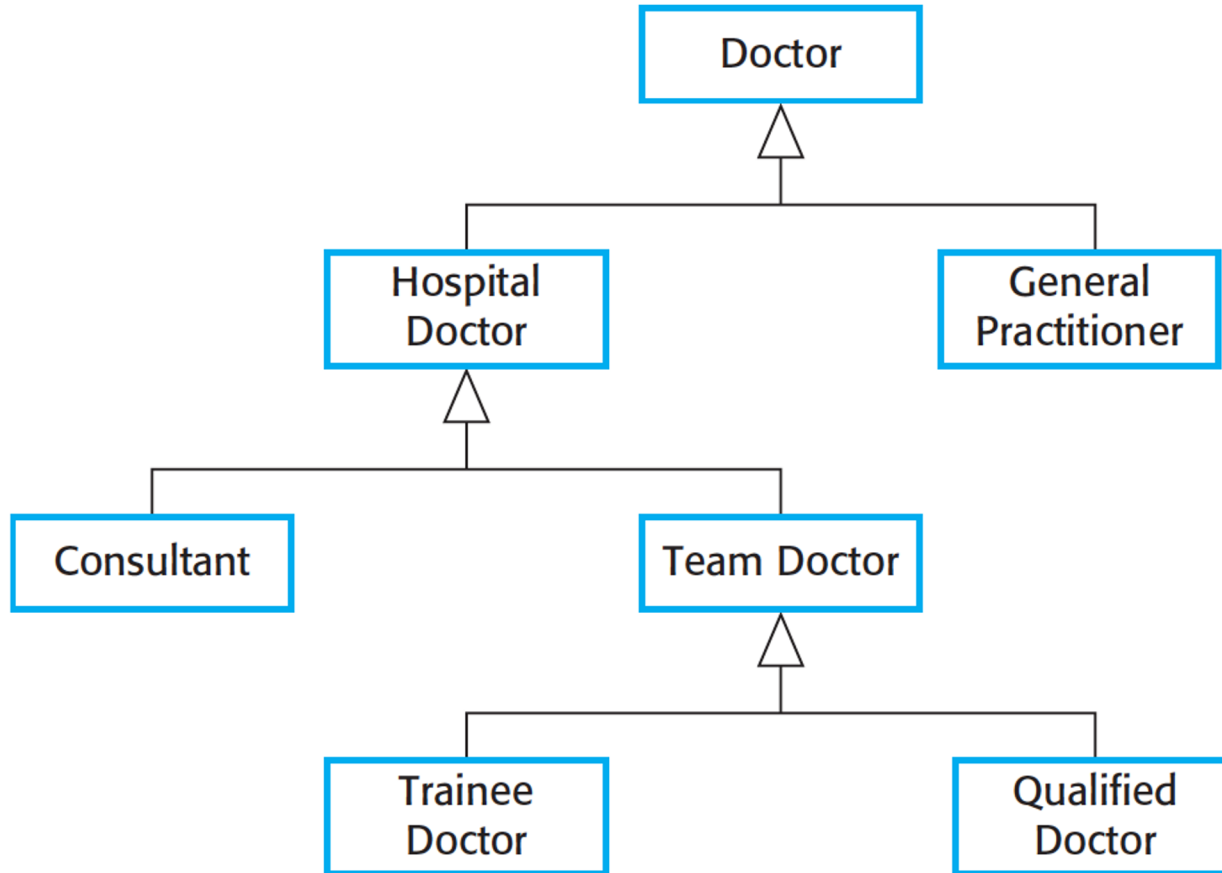 Doctor
Hospital
Doctor
General
Practitioner
Consultant
Team Doctor
Trainee
Doctor
Qualified
Doctor